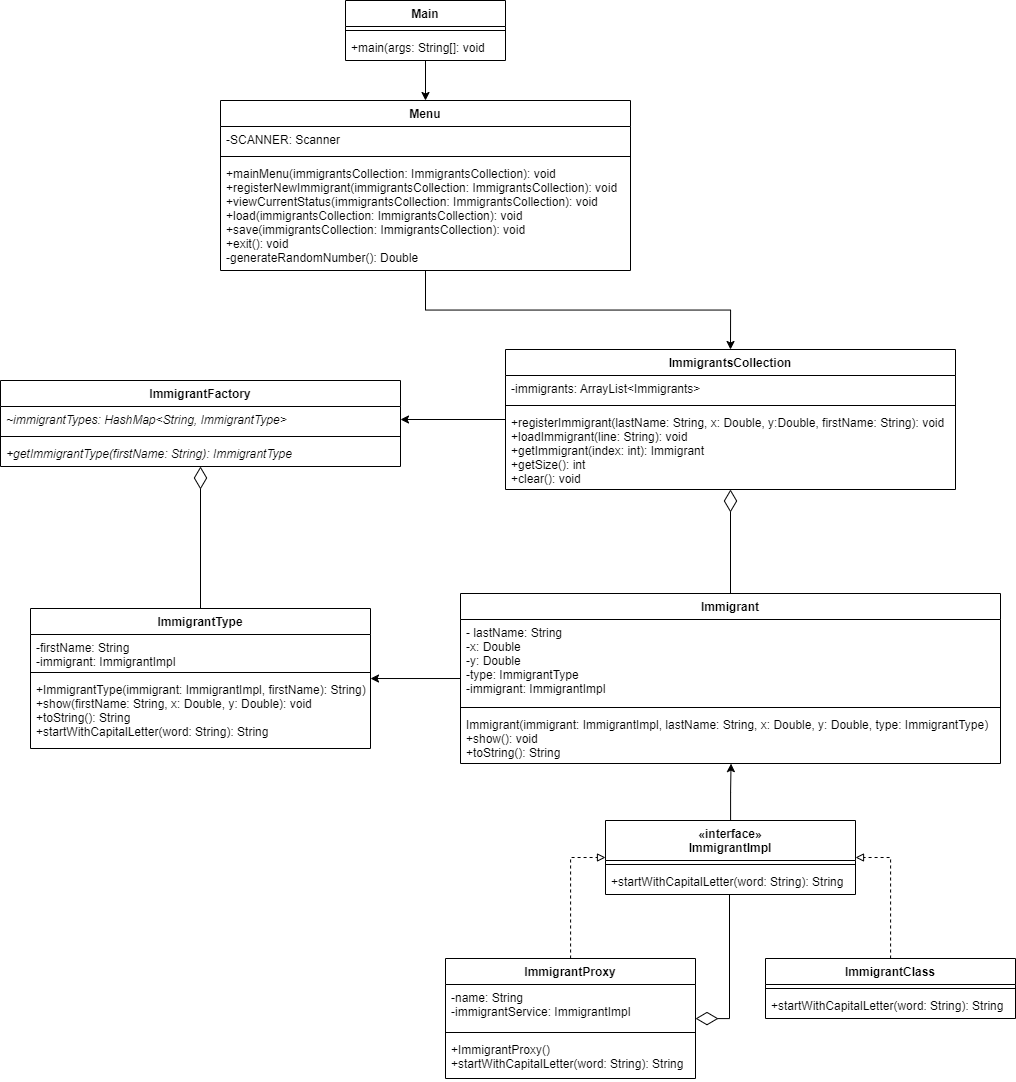 Main
+main(args: String[]: void
Menu
-SCANNER: Scanner
+mainMenu(immigrantsCollection: ImmigrantsCollection): void
+registerNewImmigrant(immigrantsCollection: ImmigrantsCollection): void
+viewCurrentStatus(immigrantsCollection: ImmigrantsCollection): void
+load(immigrantsCollection: ImmigrantsCollection): void
+save(immigrantsCollection: ImmigrantsCollection): void
+exit(): void
-generateRandomNumber(): Double
ImmigrantsCollection
-immigrants: ArrayList<Immigrants>
+registerImmigrant(lastName: String, x: Double, y:Double, firstName: String): void
+loadImmigrant(line: String): void
+getImmigrant(index: int): Immigrant
+getSize(): int
+clear(): void
ImmigrantFactory
~immigrantTypes: HashMap<String, ImmigrantType>
+getImmigrantType(firstName: String): ImmigrantType
ImmigrantType
-firstName: String
-immigrant: ImmigrantImpl
+ImmigrantType(immigrant: ImmigrantImpl, firstName): String)
+show(firstName: String, x: Double, y: Double): void
+toString(): String
+startWithCapitalLetter(word: String): String
Immigrant
- lastName: String
-x: Double
-y: Double
-type: ImmigrantType
-immigrant: ImmigrantImpl
Immigrant(immigrant: ImmigrantImpl, lastName: String, x: Double, y: Double, type: ImmigrantType)
+show(): void
+toString(): String
«interface»
ImmigrantImpl
+startWithCapitalLetter(word: String): String
ImmigrantProxy
-name: String
-immigrantService: ImmigrantImpl
+ImmigrantProxy()
+startWithCapitalLetter(word: String): String
ImmigrantClass
+startWithCapitalLetter(word: String): String